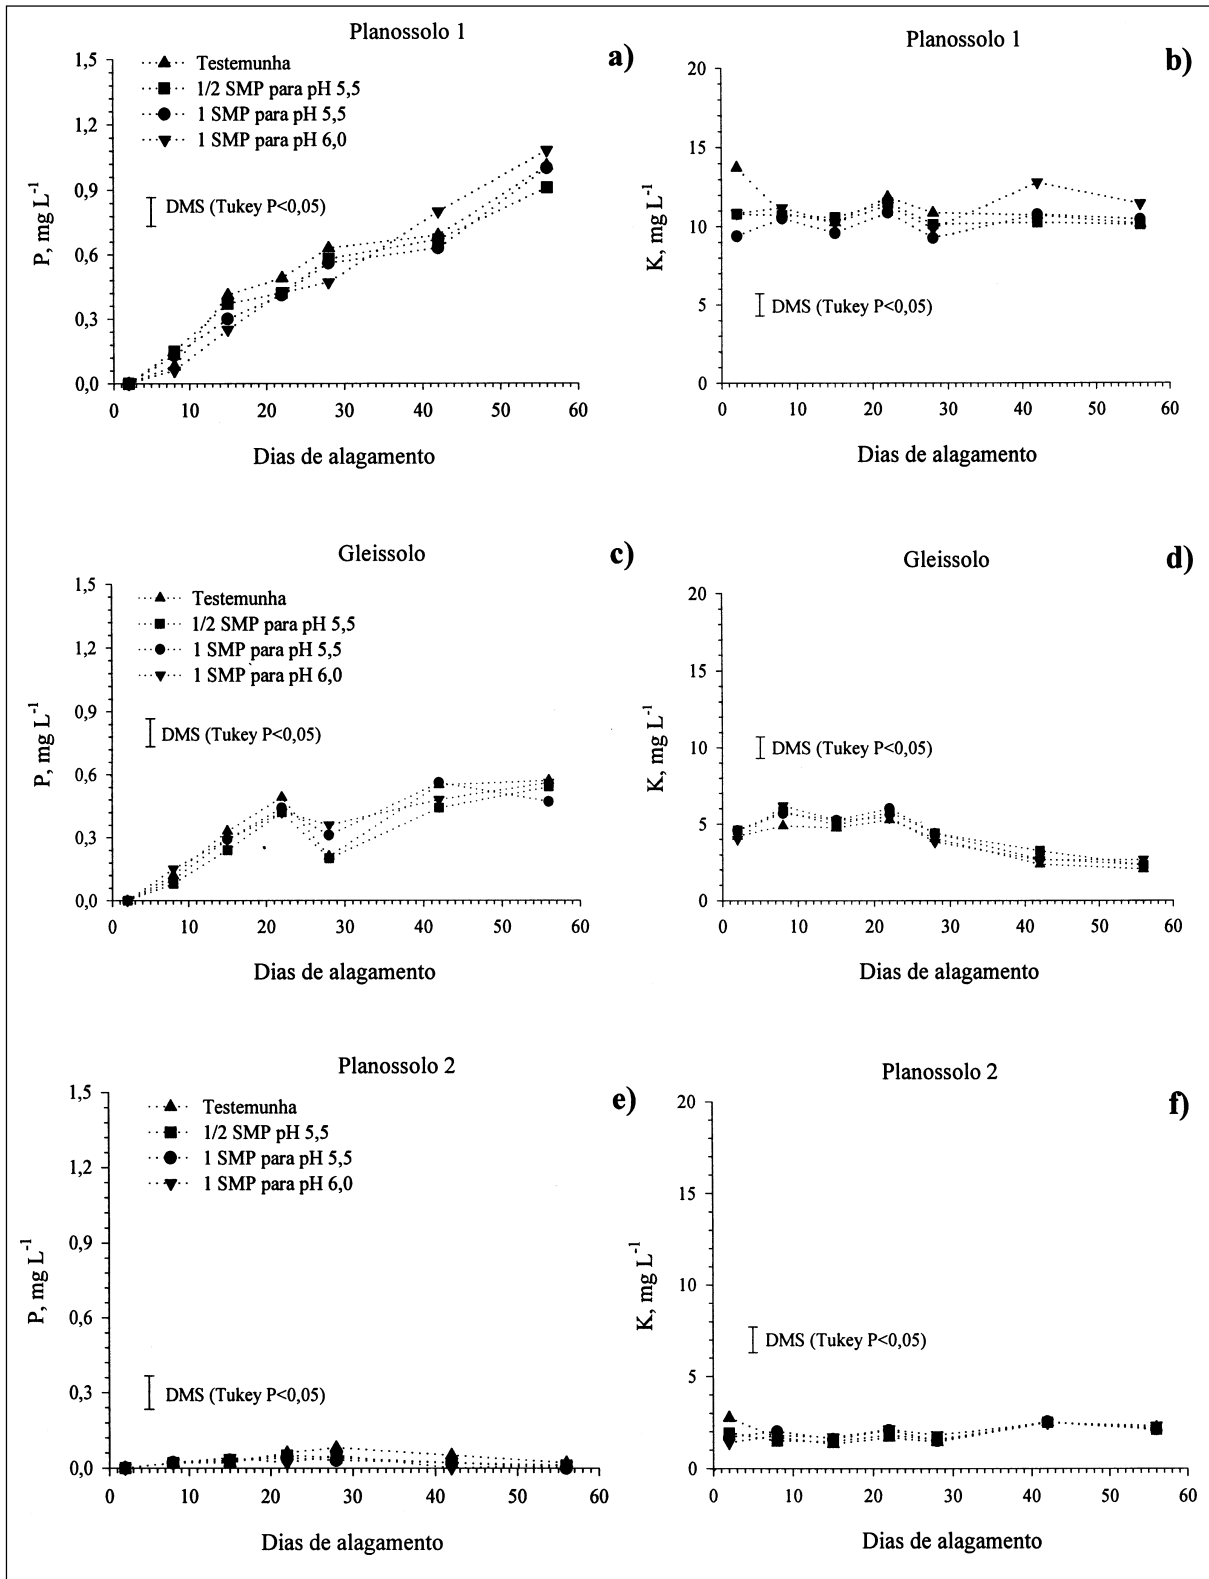 Planossolo 1
a)
1,5
1,2
0,9
0,6
0,3
0,0
P, mg L⁻¹
Testemunha
1/2 SMP para pH 5,5
1 SMP para pH 5,5
1 SMP para pH 6,0
DMS (Tukey P<0,05)
0 10 20 30 40 50 60
Dias de alagamento
Planossolo 1
b)
20
15
10
5
0
K, mg L⁻¹
DMS (Tukey P<0,05)
0 10 20 30 40 50 60
Dias de alagamento
Gleissolo
c)
1,5
1,2
0,9
0,6
0,3
0,0
P, mg L⁻¹
Testemunha
1/2 SMP para pH 5,5
1 SMP para pH 5,5
1 SMP para pH 6,0
DMS (Tukey P<0,05)
0 10 20 30 40 50 60
Dias de alagamento
Gleissolo
d)
20
15
10
5
0
K, mg L⁻¹
DMS (Tukey P<0,05)
0 10 20 30 40 50 60
Dias de alagamento
Planossolo 2
e)
1,5
1,2
0,9
0,6
0,3
0,0
P, mg L⁻¹
Testemunha
1/2 SMP pH 5,5
1 SMP para pH 5,5
1 SMP para pH 6,0
DMS (Tukey P<0,05)
0 10 20 30 40 50 60
Dias de alagamento
Planossolo 2
f)
20
15
10
5
0
K, mg L⁻¹
DMS (Tukey P<0,05)
0 10 20 30 40 50 60
Dias de alagamento